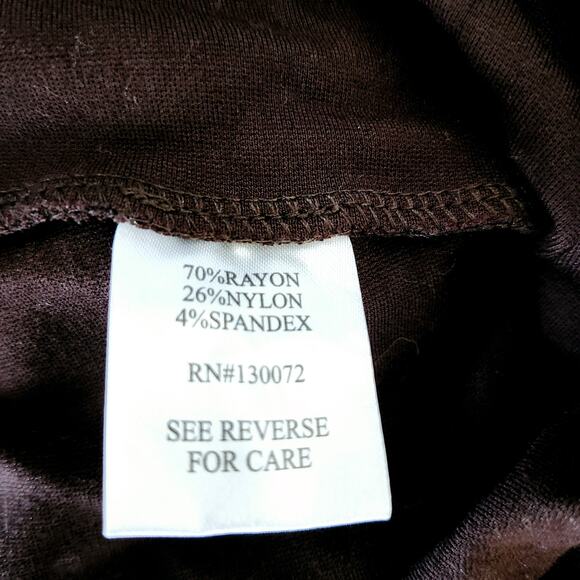 70%RAYON
26%NYLON
4%SPANDEX
RN#130072
SEE REVERSE
FOR CARE